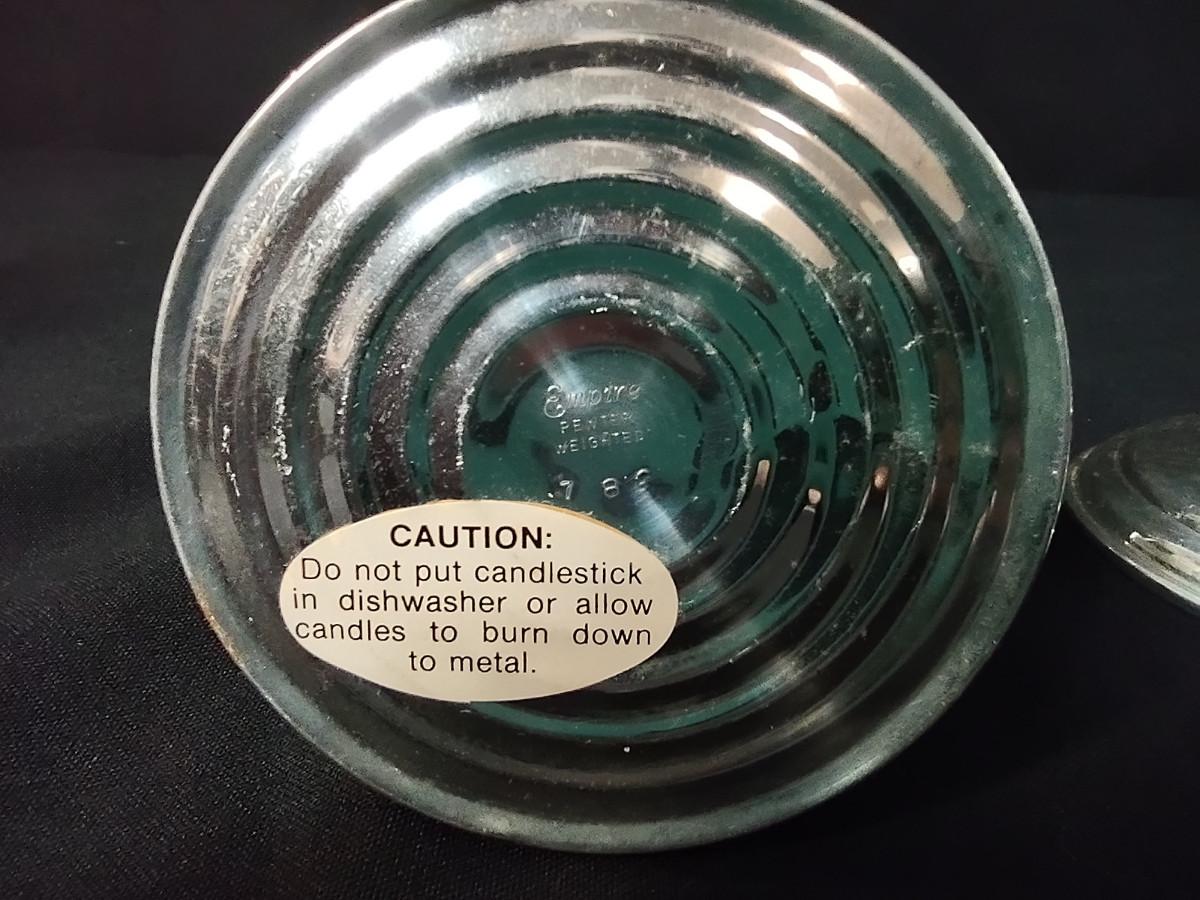 Empire
PEWTER
WEIGHTED
CAUTION:
Do not put candlestick
in dishwasher or allow
candles to burn down
to metal.